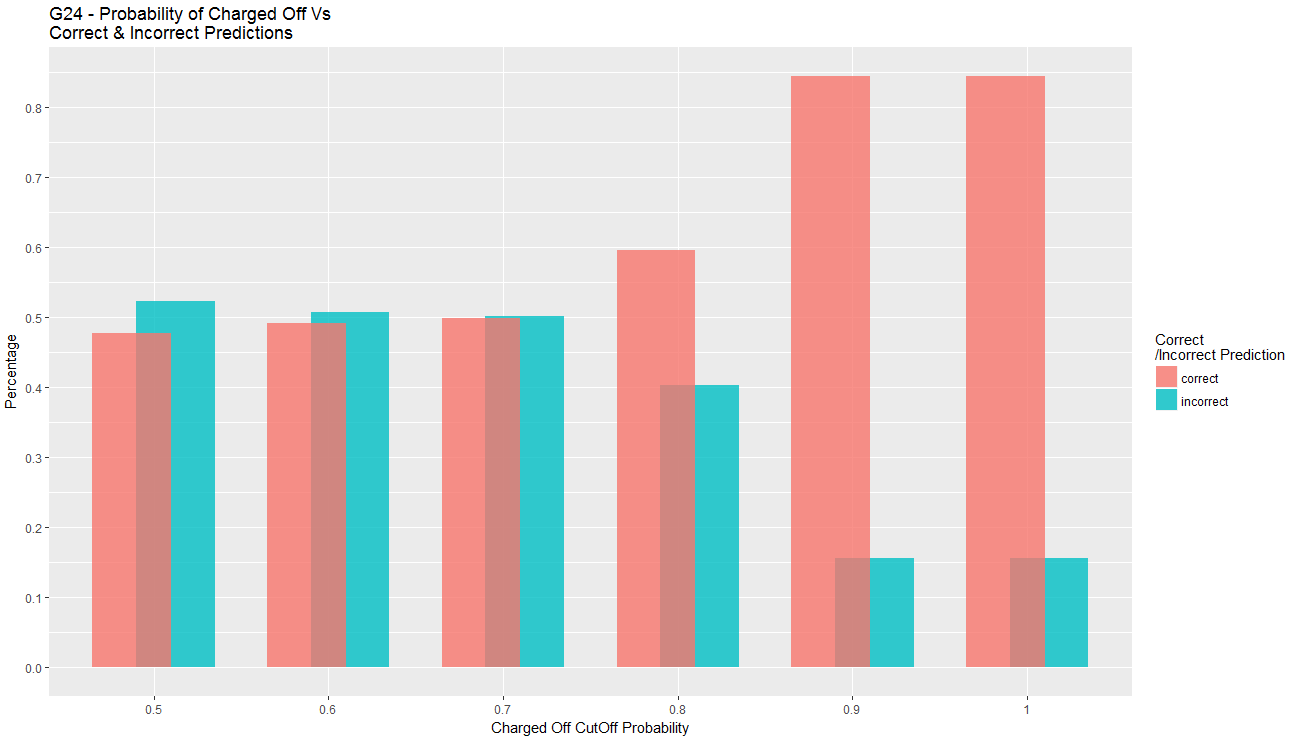 G24 - Probability of Charged Off Vs
Correct & Incorrect Predictions
Percentage
0.8
0.7
0.6
0.5
0.4
0.3
0.2
0.1
0.0
0.5 0.6 0.7 0.8 0.9 1
Charged Off CutOff Probability
Correct
/Incorrect Prediction
correct
incorrect